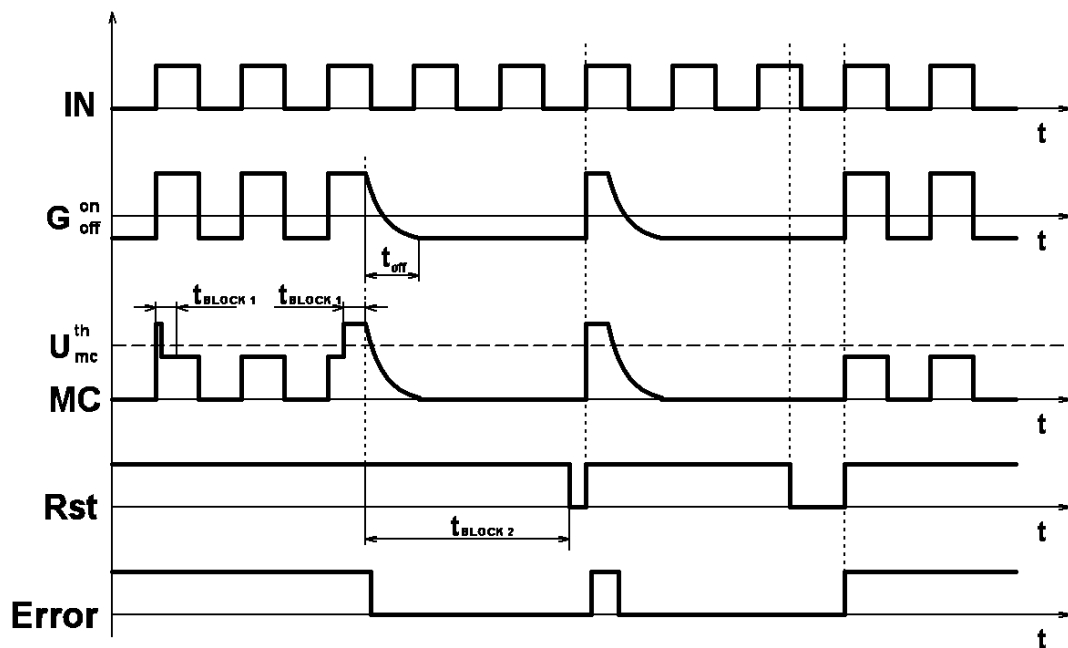 IN
t
G on off
t
t off
t BLOCK 1
t BLOCK 1
U th mc
MC
t
Rst
t
t BLOCK 2
Error
t